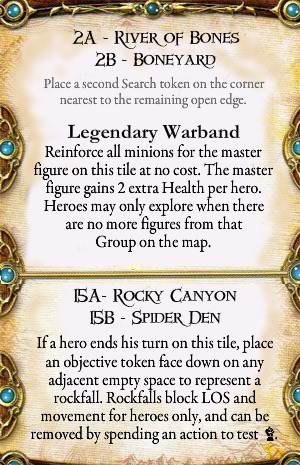 2A - River of Bones
2B - Boneyard
Place a second Search token on the corner
nearest to the remaining open edge.
Legendary Warband
Reinforce all minions for the master
figure on this tile at no cost. The master
figure gains 2 extra Health per hero.
Heroes may only explore when there
are no more figures from that
Group on the map.
15A- Rocky Canyon
15B - Spider Den
If a hero ends his turn on this tile, place
an objective token face down on any
adjacent empty space to represent a
rockfall. Rockfalls block LOS and
movement for heroes only, and can be
removed by spending an action to test .